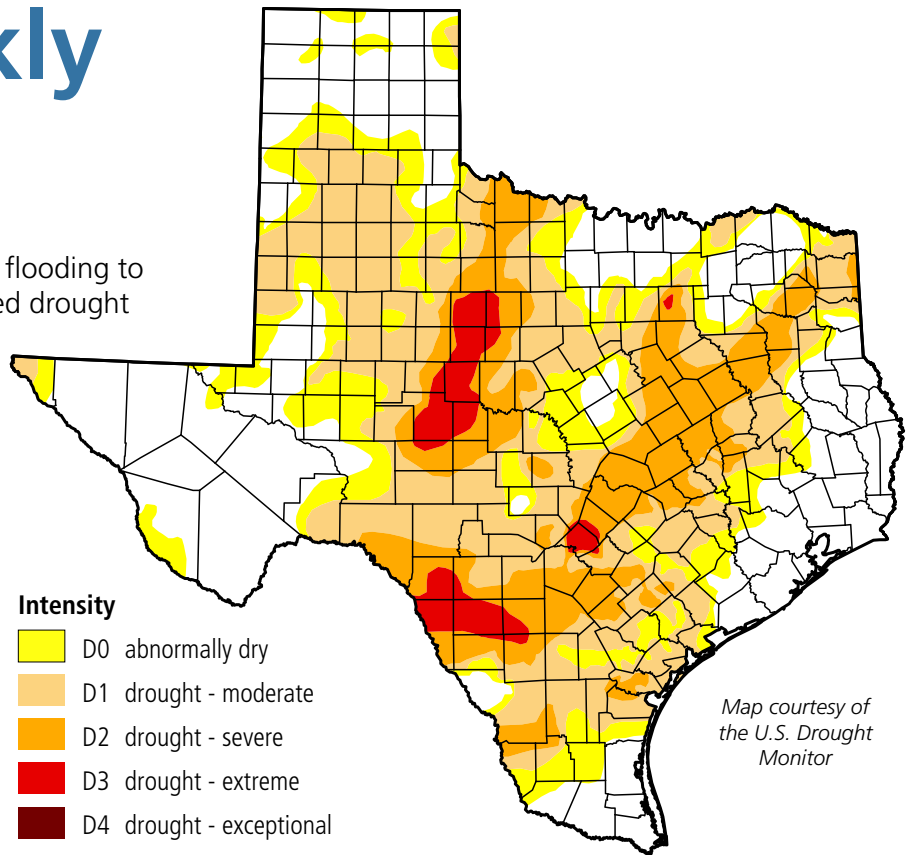 kly
flooding to
ed drought
Intensity
D0 abnormally dry
D1 drought - moderate
D2 drought - severe
D3 drought - extreme
D4 drought - exceptional
Map courtesy of
the U.S. Drought
Monitor